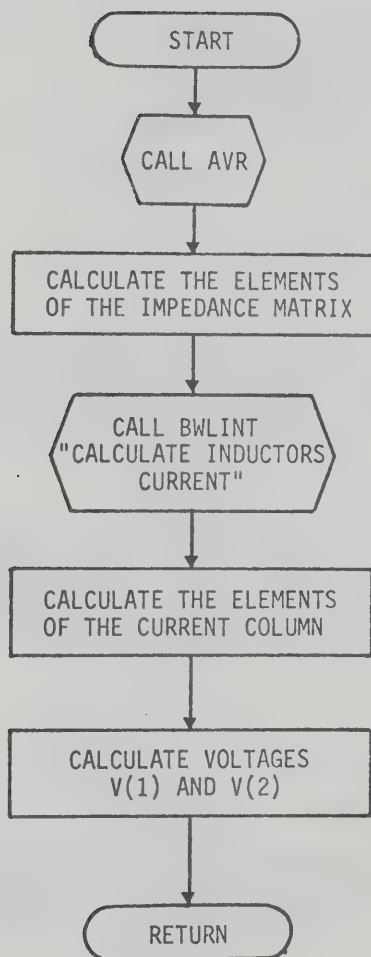 START
CALL AVR
CALCULATE THE ELEMENTS
OF THE IMPEDANCE MATRIX
CALL BWLINT
"CALCULATE INDUCTORS
CURRENT"
CALCULATE THE ELEMENTS
OF THE CURRENT COLUMN
CALCULATE VOLTAGES
V(1) AND V(2)
RETURN